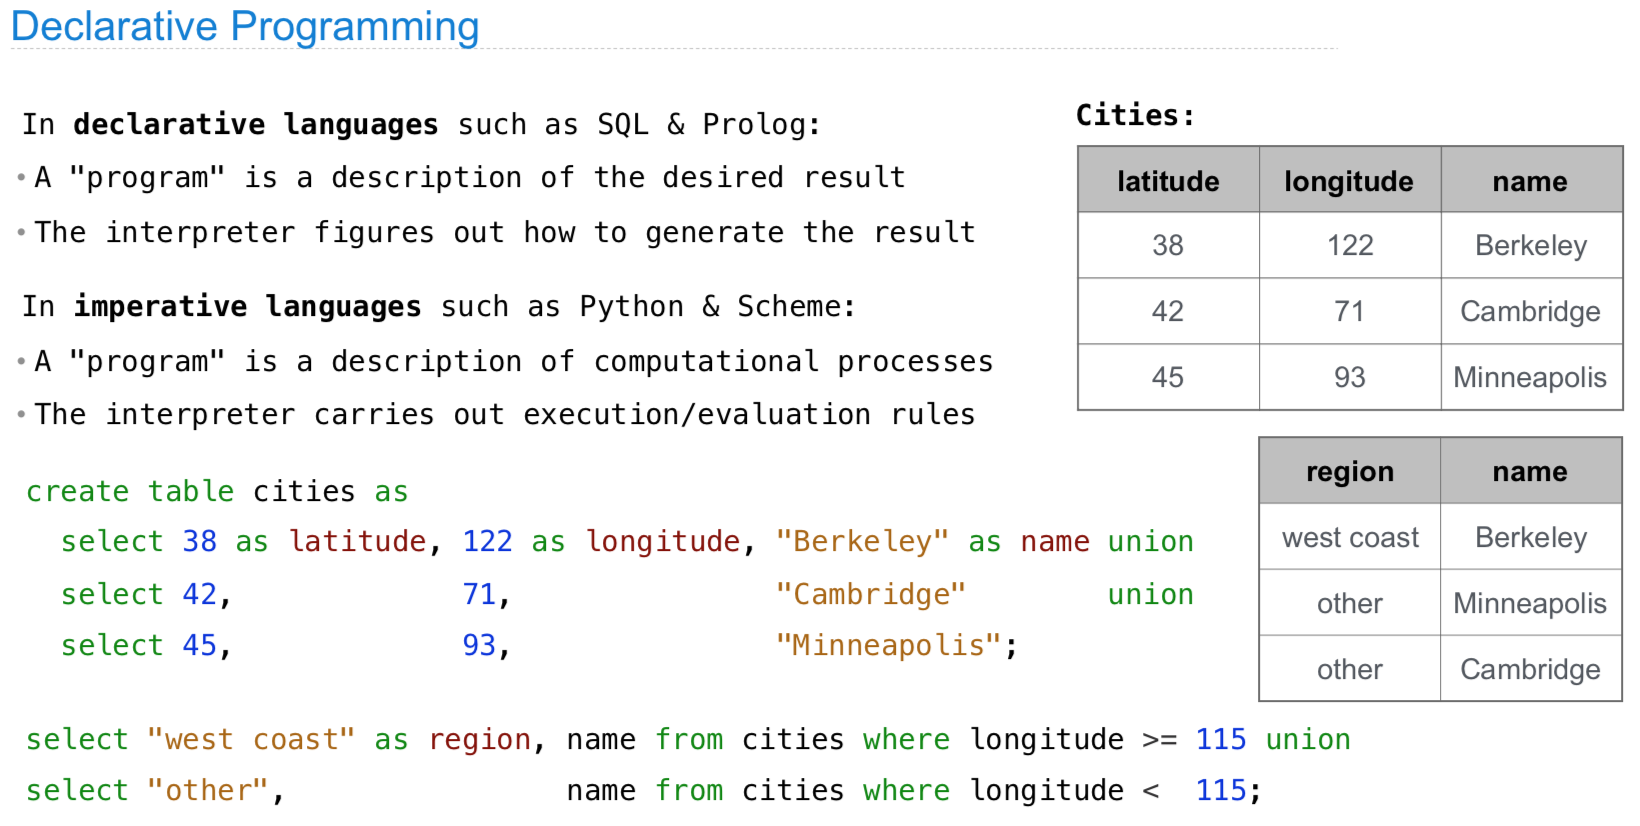 Declarative Programming
In declarative languages such as SQL & Prolog:
• A "program" is a description of the desired result
• The interpreter figures out how to generate the result
In imperative languages such as Python & Scheme:
• A "program" is a description of computational processes
• The interpreter carries out execution/evaluation rules
Cities:
latitude longitude name
38 122 Berkeley
42 71 Cambridge
45 93 Minneapolis
region name
west coast Berkeley
other Minneapolis
other Cambridge
create table cities as
select 38 as latitude, 122 as longitude, "Berkeley" as name union
select 42, 71, "Cambridge" union
select 45, 93, "Minneapolis";
select "west coast" as region, name from cities where longitude >= 115 union
select "other", name from cities where longitude < 115;